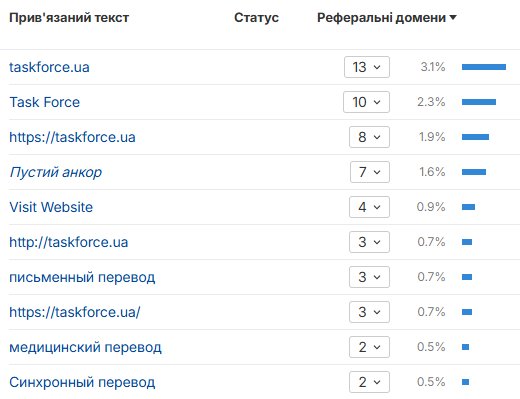 Прив'язаний текст Статус Реферальні домени
taskforce.ua 13 3.1%
Task Force 10 2.3%
https://taskforce.ua 8 1.9%
Пустий анкор 7 1.6%
Visit Website 4 0.9%
http://taskforce.ua 3 0.7%
письменный перевод 3 0.7%
https://taskforce.ua/ 3 0.7%
медицинский перевод 2 0.5%
Синхронный перевод 2 0.5%